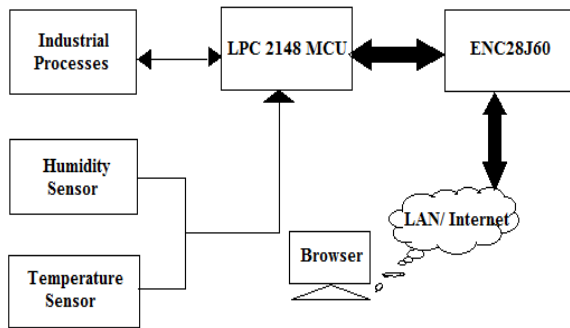 Industrial
Processes
LPC 2148 MCU
ENC28J60
Humidity
Sensor
LAN/ Internet
Browser
Temperature
Sensor